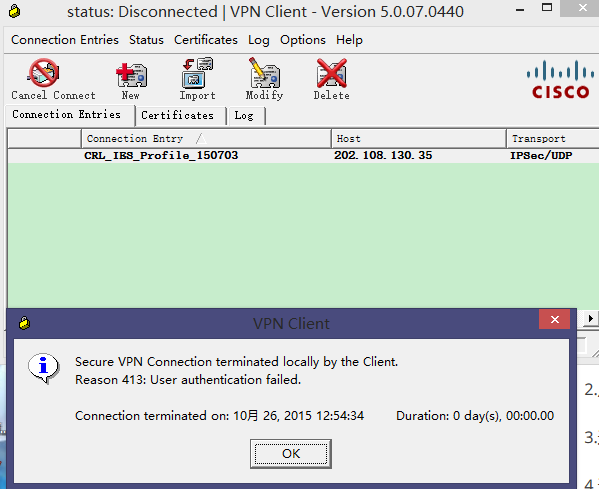 status: Disconnected | VPN Client - Version 5.0.07.0440
Connection Entries Status Certificates Log Options Help
Cancel Connect New Import Modify Delete
CISCO
Connection Entries Certificates Log
Connection Entry / Host Transport
CRL_IBS_Profile_150703 202.108.130.35 IPSec/UDP
VPN Client
Secure VPN Connection terminated locally by the Client.
Reason 413: User authentication failed.
Connection terminated on: 10月 26, 2015 12:54:34 Duration: 0 day(s), 00:00.00
OK
2.
3.
4